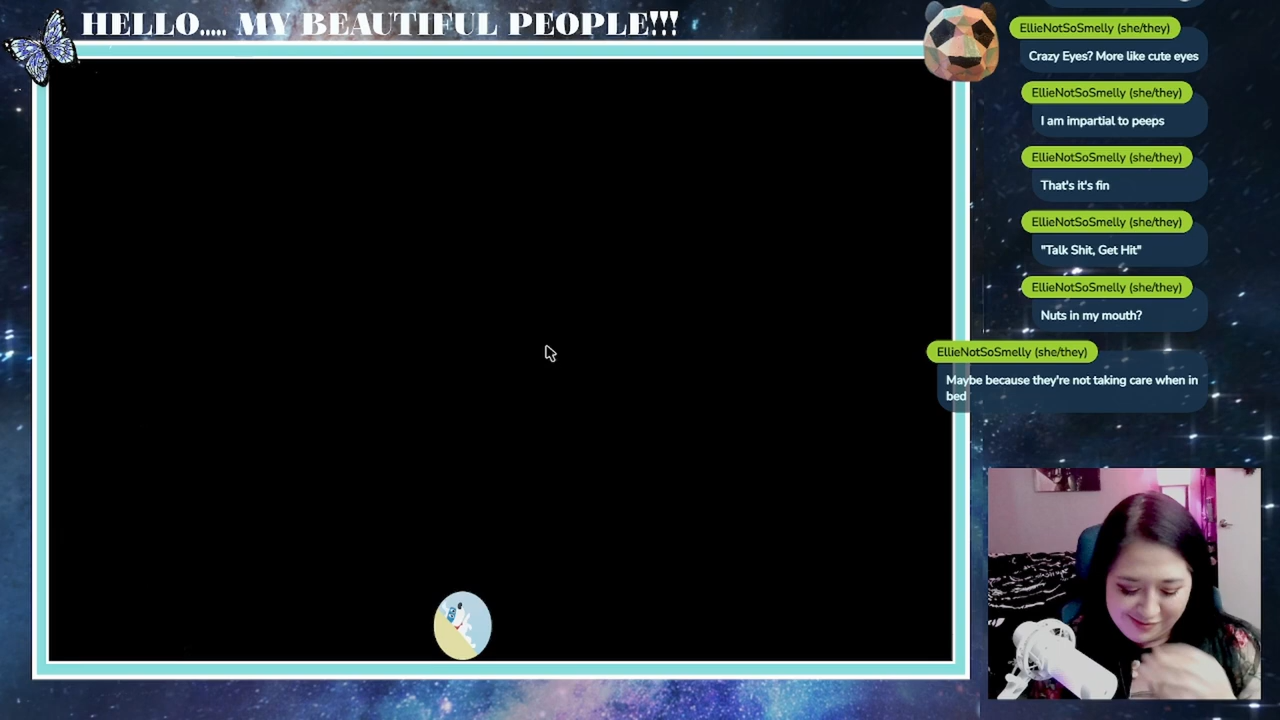 HELLO..... MY BEAUTIFUL PEOPLE!!!
EllieNotSoSmelly (she/they)
Crazy Eyes? More like cute eyes
EllieNotSoSmelly (she/they)
I am impartial to peeps
EllieNotSoSmelly (she/they)
That's it's fin
EllieNotSoSmelly (she/they)
"Talk Shit, Get Hit"
EllieNotSoSmelly (she/they)
Nuts in my mouth?
EllieNotSoSmelly (she/they)
Maybe because they're not taking care when in
bed